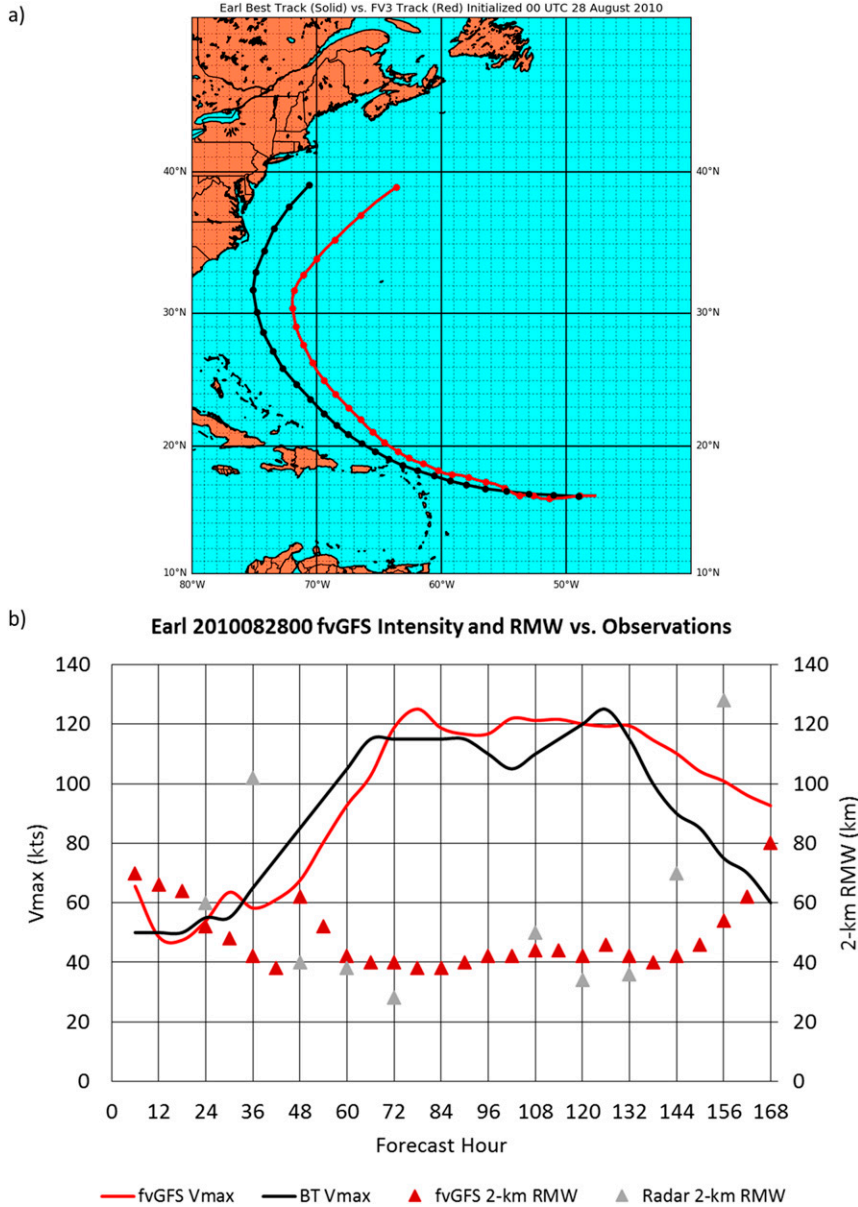 a)
Earl Best Track (Solid) vs. FV3 Track (Red) Initialized 00 UTC 28 August 2010
40°N 40°N
30°N 30°N
20°N 20°N
10°N 10°N
80°W 70°W 60°W 50°W
b)
Earl 2010082800 fvGFS Intensity and RMW vs. Observations
140 140
120 120
100 100
80 80
60 60
40 40
20 20
0 0
Vmax (kts)
2-km RMW (km)
0 12 24 36 48 60 72 84 96 108 120 132 144 156 168
Forecast Hour
fvGFS Vmax BT Vmax fvGFS 2-km RMW Radar 2-km RMW